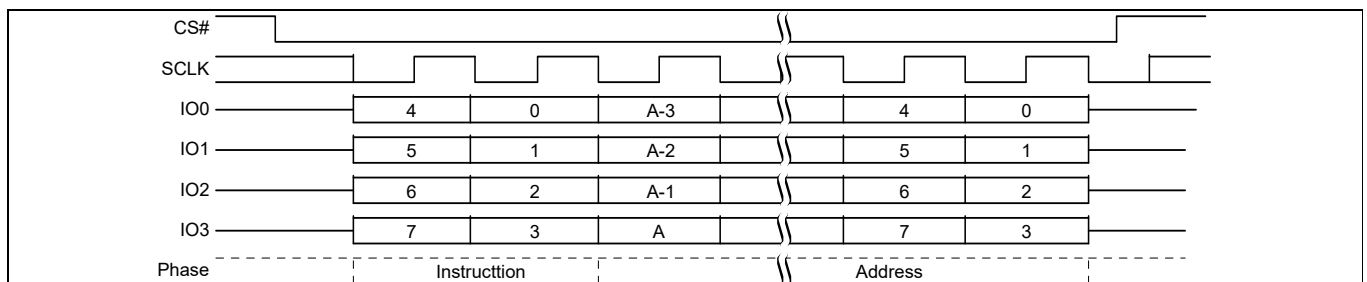 CS#
SCLK
IO0 4 0 A-3 4 0
IO1 5 1 A-2 5 1
IO2 6 2 A-1 6 2
IO3 7 3 A 7 3
Phase Instructtion Address